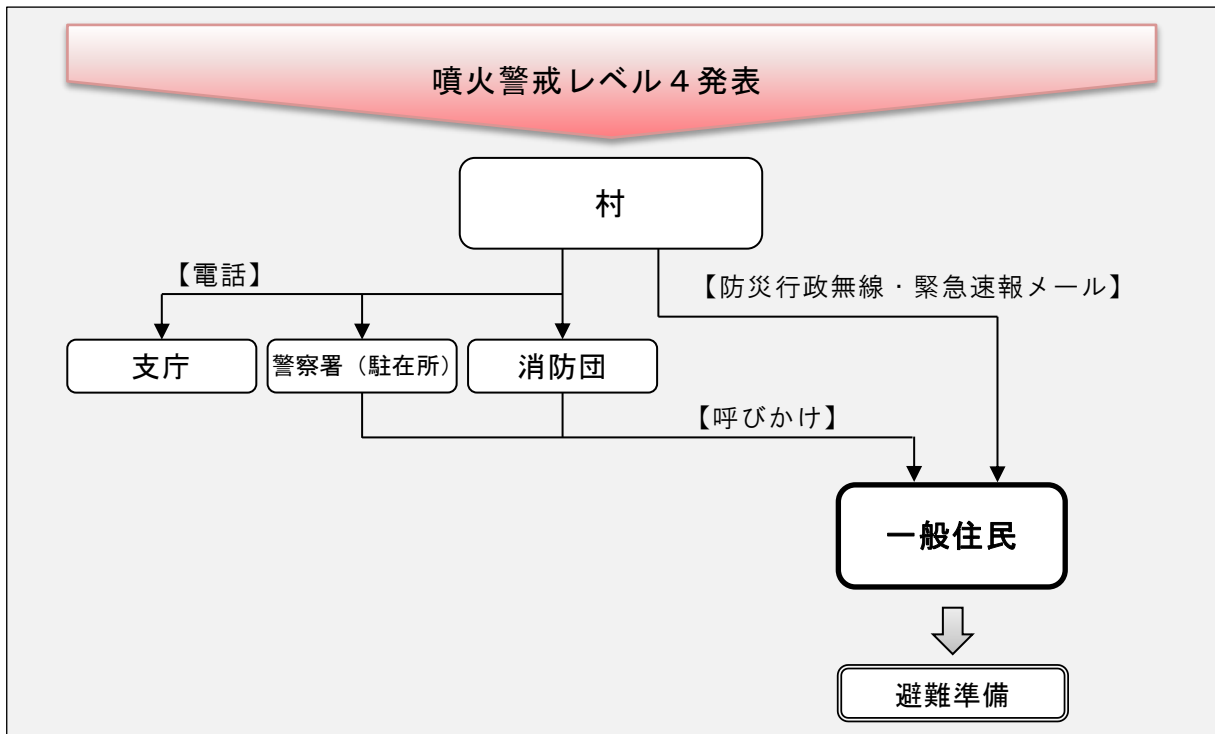 噴火警戒レベル４発表
村
【電話】
【防災行政無線・緊急速報メール】
支庁
警察署（駐在所）
消防団
【呼びかけ】
一般住民
避難準備